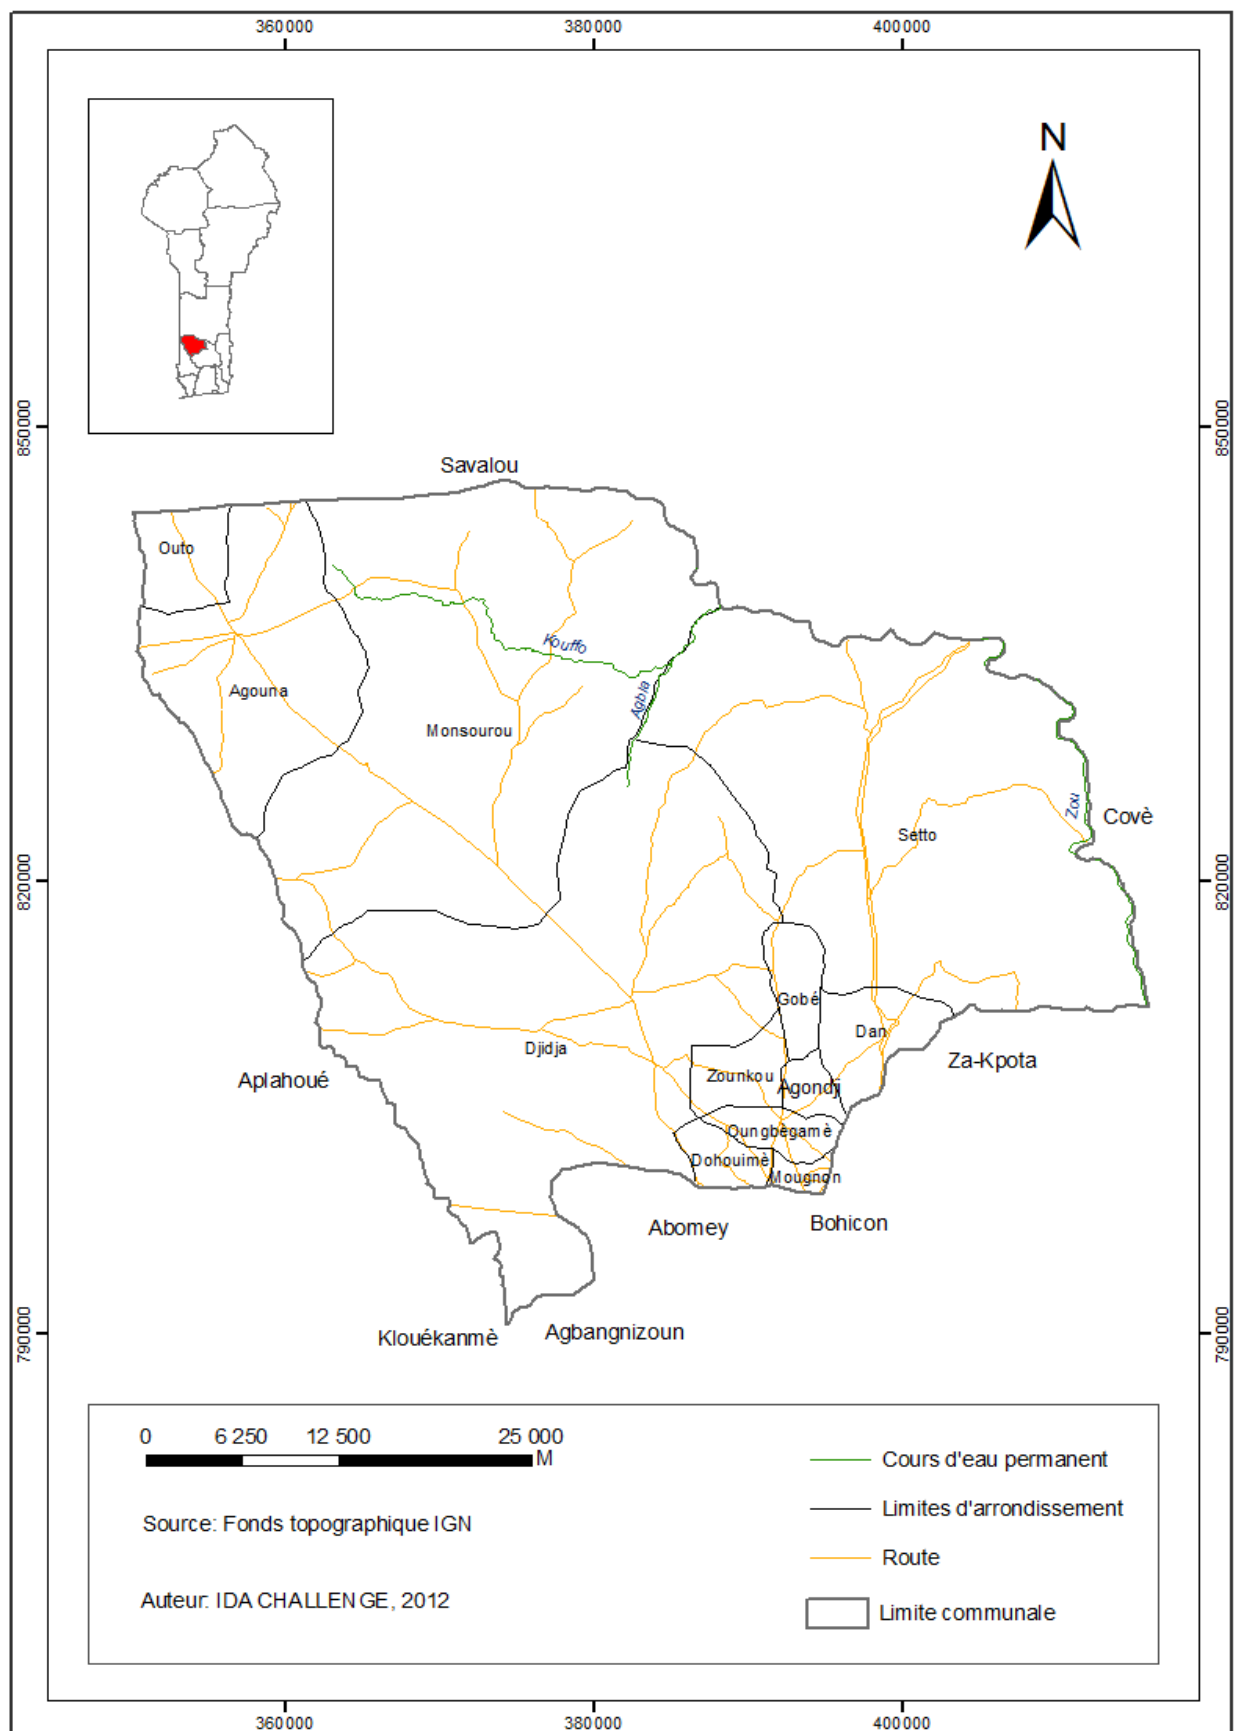 360000 380000 400000
N
850000 850000
Savalou
Outo
Kouffo
Agouna
Agbla
Monsourou
Zou
Covè
Setto
820000 820000
Gobé
Dan
Djidja
Za-Kpota
Aplahoué
Zounkou
Agondji
Oungbègamè
Dohouimè
Mougnon
Abomey
Bohicon
790000 790000
Klouékanmè
Agbangnizoun
0 6 250 12 500 25 000
M
Cours d'eau permanent
Limites d'arrondissement
Source: Fonds topographique IGN
Route
Auteur: IDA CHALLENGE, 2012
Limite communale
360000 380000 400000